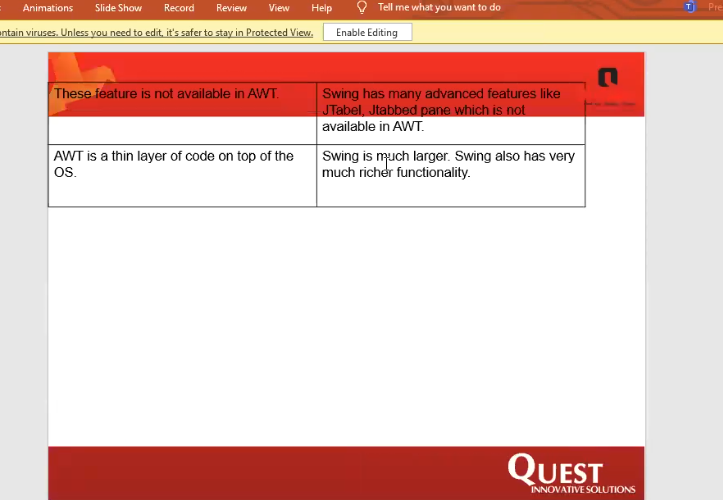 Animations Slide Show Record Review View Help Tell me what you want to do
ontain viruses. Unless you need to edit, it's safer to stay in Protected View. Enable Editing
These feature is not available in AWT.
Swing has many advanced features like
JTabel, Jtabbed pane which is not
available in AWT.
AWT is a thin layer of code on top of the
OS.
Swing is much larger. Swing also has very
much richer functionality.
QUEST
INNOVATIVE SOLUTIONS